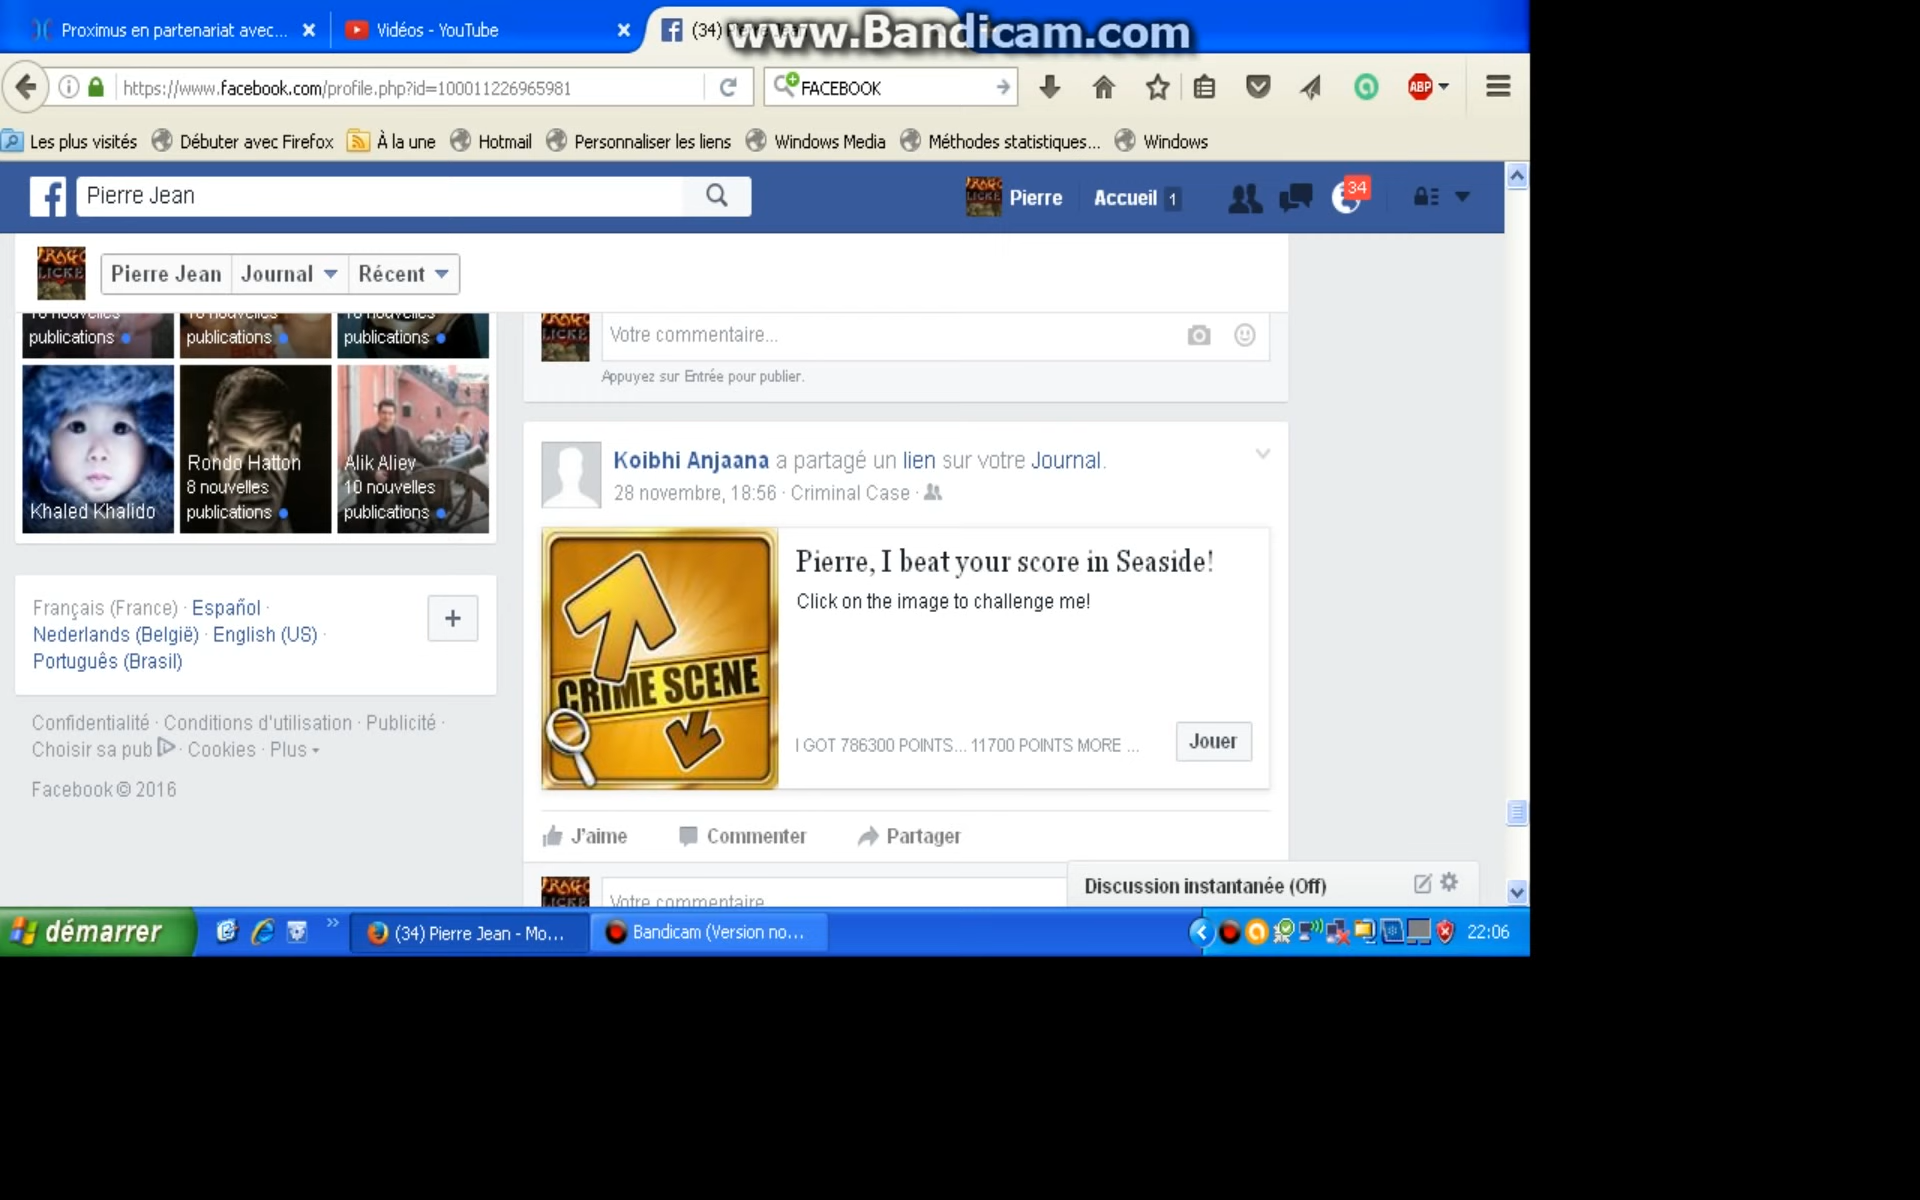 Proximus en partenariat avec...
Vidéos - YouTube
(34)
www.Bandicam.com
https://www.facebook.com/profile.php?id=100011226965981
FACEBOOK
ABP
Les plus visités
Débuter avec Firefox
À la une
Hotmail
Personnaliser les liens
Windows Media
Méthodes statistiques...
Windows
Pierre Jean
Pierre
Accueil 1
34
Pierre Jean
Journal
Récent
publications
publications
publications
Khaled Khalido
Rondo Hatton
8 nouvelles
publications
Alik Aliev
10 nouvelles
publications
Votre commentaire...
Appuyez sur Entrée pour publier.
Koibhi Anjaana a partagé un lien sur votre Journal.
28 novembre, 18:56 · Criminal Case ·
CRIME SCENE
Pierre, I beat your score in Seaside!
Click on the image to challenge me!
I GOT 786300 POINTS... 11700 POINTS MORE ...
Jouer
J'aime
Commenter
Partager
Votre commentaire
Français (France) · Español ·
Nederlands (België) · English (US) ·
Português (Brasil)
+
Confidentialité · Conditions d'utilisation · Publicité ·
Choisir sa pub · Cookies · Plus
Facebook © 2016
Discussion instantanée (Off)
démarrer
(34) Pierre Jean - Mo...
Bandicam (Version no...
22:06